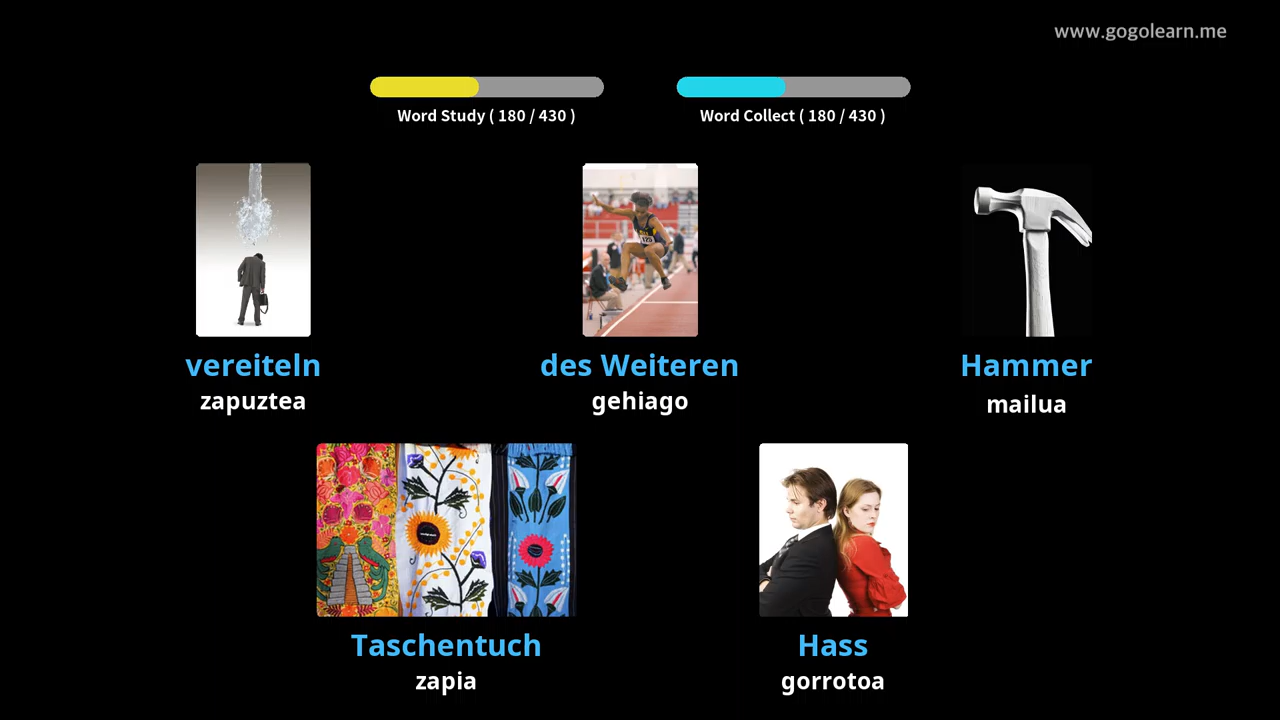 www.gogolearn.me
Word Study ( 180 / 430 )
Word Collect ( 180 / 430 )
vereiteln
zapuztea
des Weiteren
gehiago
Hammer
mailua
Taschentuch
zapia
Hass
gorrotoa